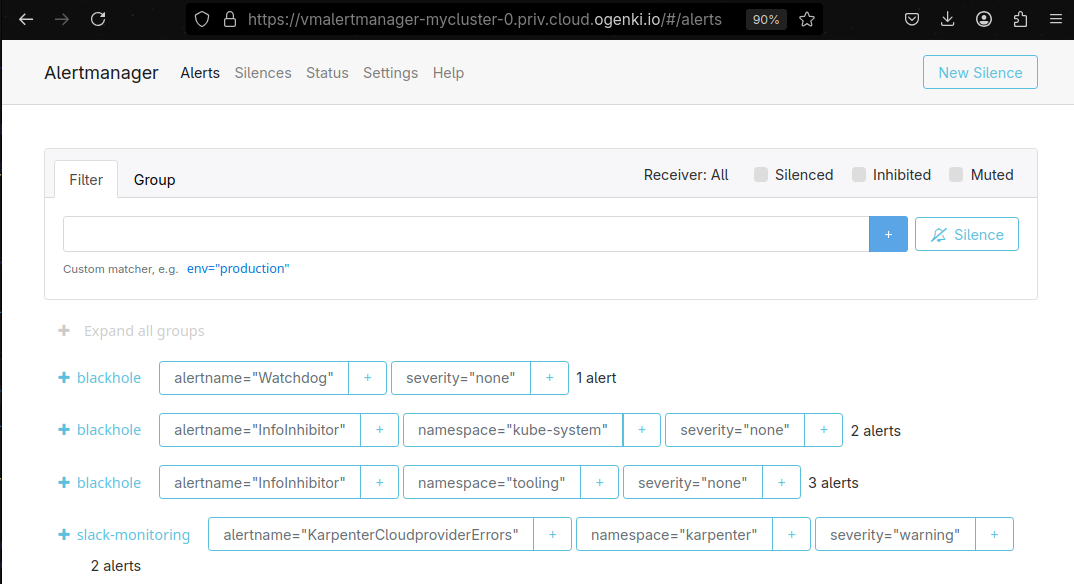 https://vmalertmanager-mycluster-0.priv.cloud.ogenki.io/#/alerts 90%
Alertmanager Alerts Silences Status Settings Help New Silence
Filter Group Receiver: All Silenced Inhibited Muted
+ Silence
Custom matcher, e.g. env="production"
+ Expand all groups
+ blackhole alertname="Watchdog" + severity="none" + 1 alert
+ blackhole alertname="InfoInhibitor" + namespace="kube-system" + severity="none" + 2 alerts
+ blackhole alertname="InfoInhibitor" + namespace="tooling" + severity="none" + 3 alerts
+ slack-monitoring alertname="KarpenterCloudproviderErrors" + namespace="karpenter" + severity="warning" +
2 alerts